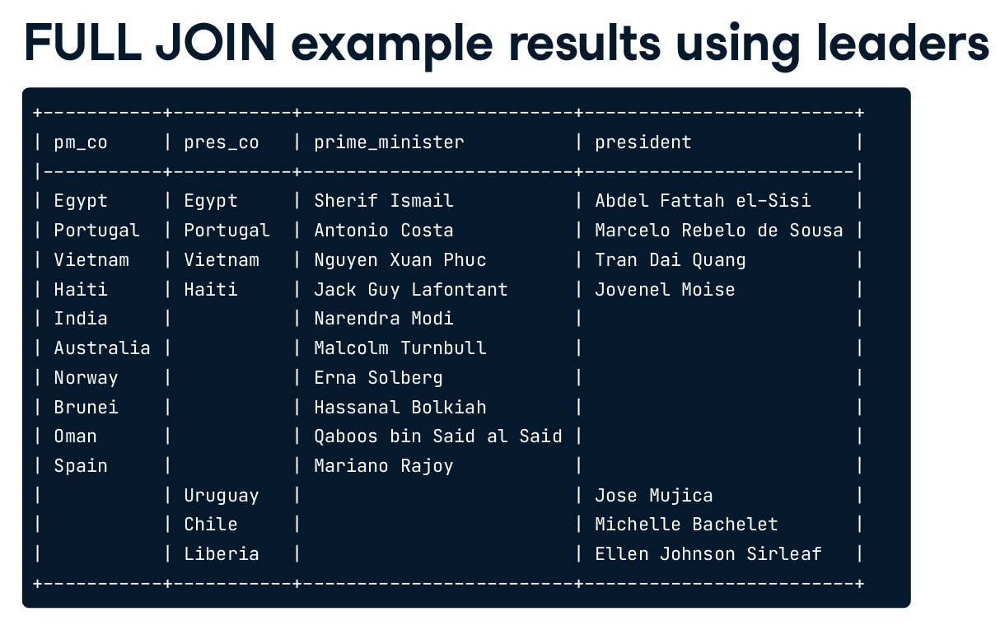 FULL JOIN example results using leaders
+-----------+-----------+-------------------------+-------------------------+
| pm_co     | pres_co   | prime_minister          | president               |
|-----------+-----------+-------------------------+-------------------------|
| Egypt     | Egypt     | Sherif Ismail           | Abdel Fattah el-Sisi    |
| Portugal  | Portugal  | Antonio Costa           | Marcelo Rebelo de Sousa |
| Vietnam   | Vietnam   | Nguyen Xuan Phuc        | Tran Dai Quang          |
| Haiti     | Haiti     | Jack Guy Lafontant      | Jovenel Moise           |
| India     |           | Narendra Modi           |                         |
| Australia |           | Malcolm Turnbull        |                         |
| Norway    |           | Erna Solberg            |                         |
| Brunei    |           | Hassanal Bolkiah        |                         |
| Oman      |           | Qaboos bin Said al Said |                         |
| Spain     |           | Mariano Rajoy           |                         |
|           | Uruguay   |                         | Jose Mujica             |
|           | Chile     |                         | Michelle Bachelet       |
|           | Liberia   |                         | Ellen Johnson Sirleaf   |
+-----------+-----------+-------------------------+-------------------------+